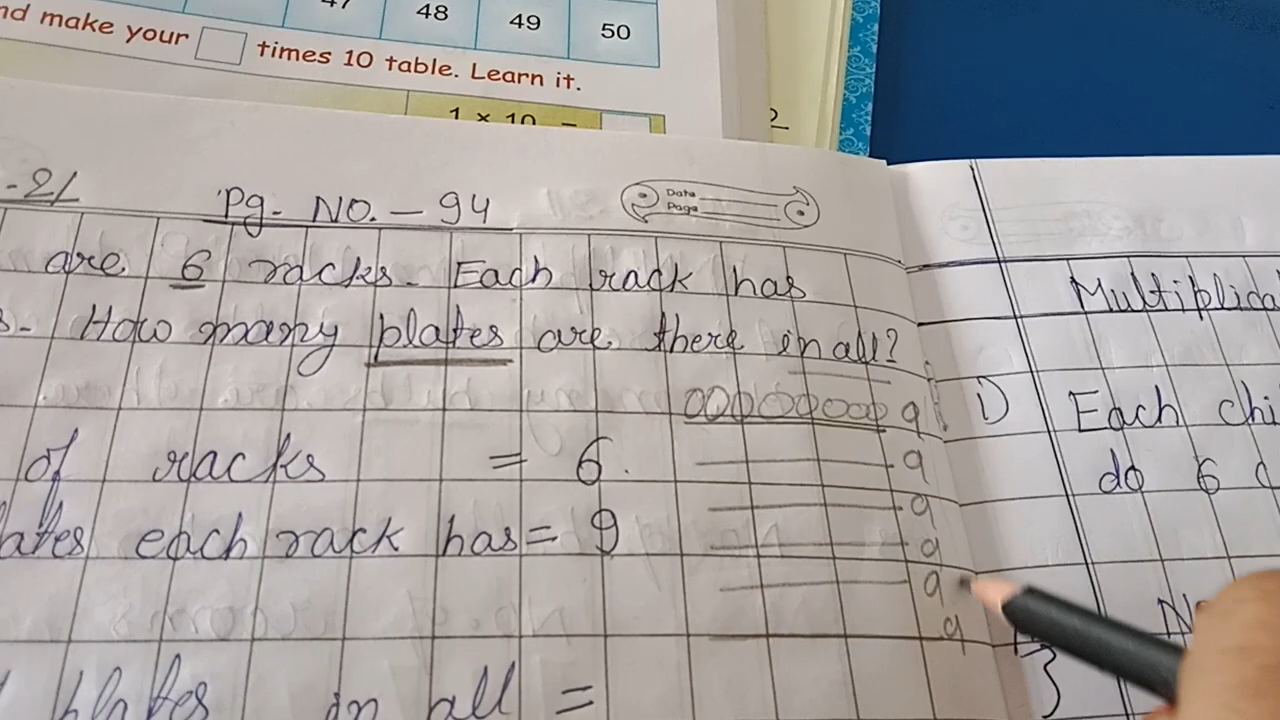 47 48 49 50
nd make your times 10 table. Learn it.
1 × 10 =
-21
Pg- NO. - 94
Date
Page
are 6 racks. Each rack has
s. How many plates are there in all?
9
of racks = 6.
9
9
ates each rack has = 9
9
9
9
plates in all =
Multiplica
1) Each chi
do 6 c